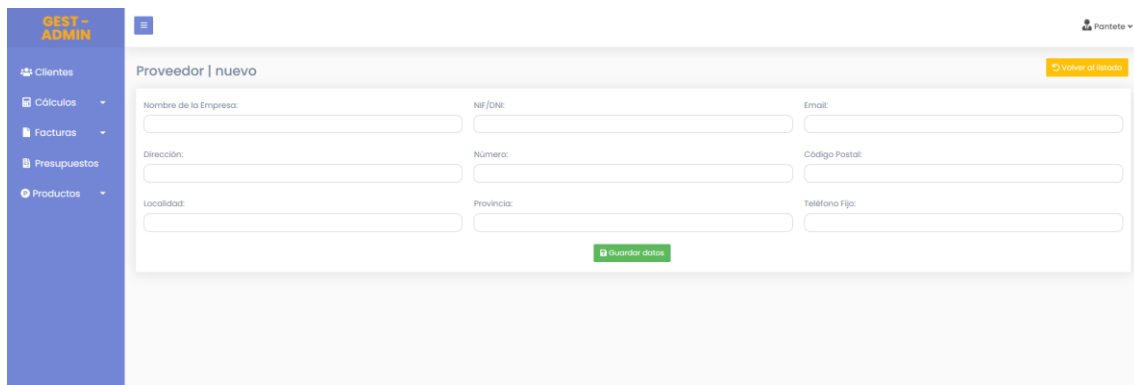 GEST -
ADMIN
Pantete
Clientes
Cálculos
Facturas
Presupuestos
Productos
Proveedor | nuevo
Volver al listado
Nombre de la Empresa:
NIF/DNI:
Email:
Dirección:
Número:
Código Postal:
Localidad:
Provincia:
Teléfono Fijo:
Guardar datos